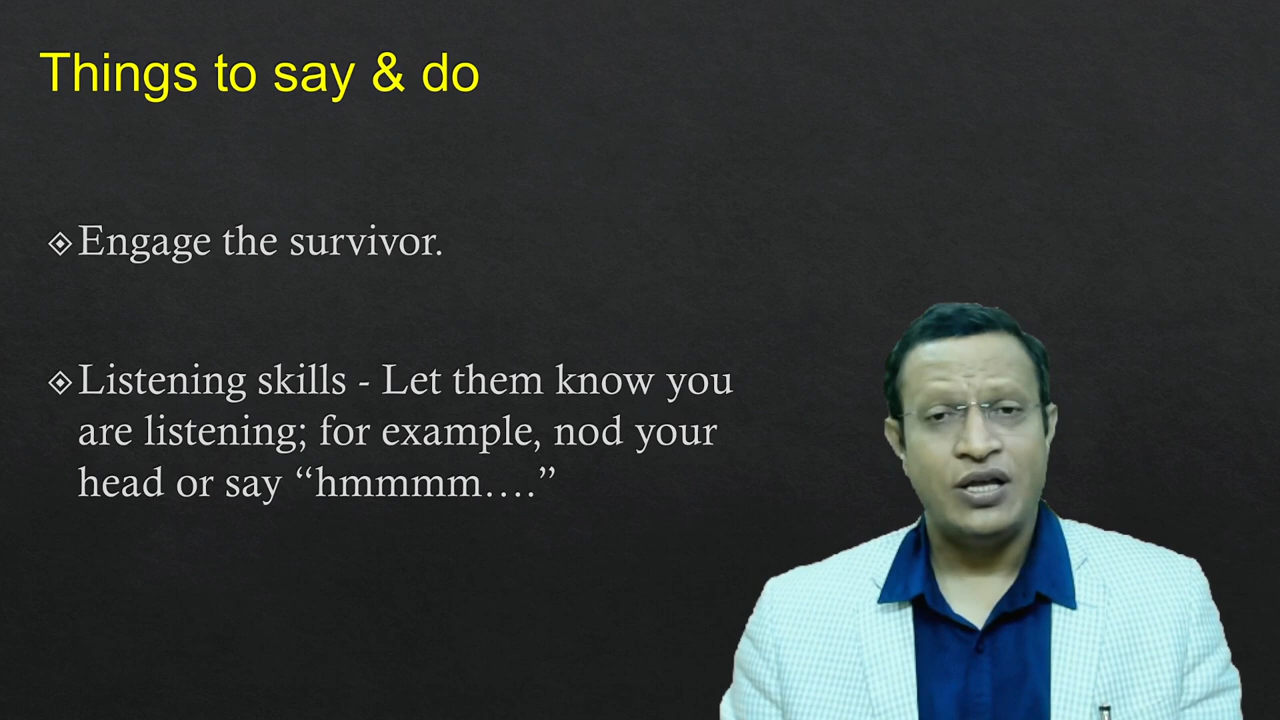 Things to say & do
Engage the survivor.
Listening skills - Let them know you
are listening; for example, nod your
head or say “hmmmm….”